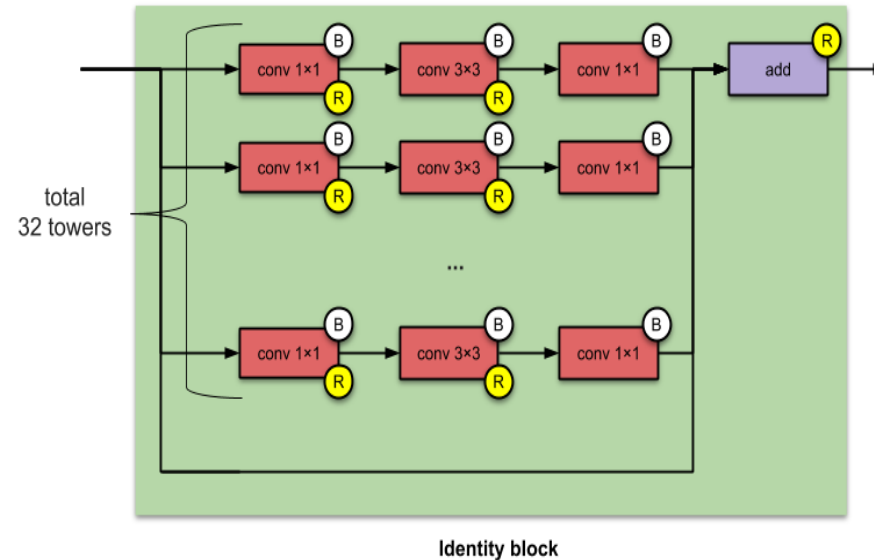 B B B R
conv 1×1 conv 3×3 conv 1×1 add
R R
B B B
conv 1×1 conv 3×3 conv 1×1
R R
total
32 towers
...
B B B
conv 1×1 conv 3×3 conv 1×1
R R
Identity block